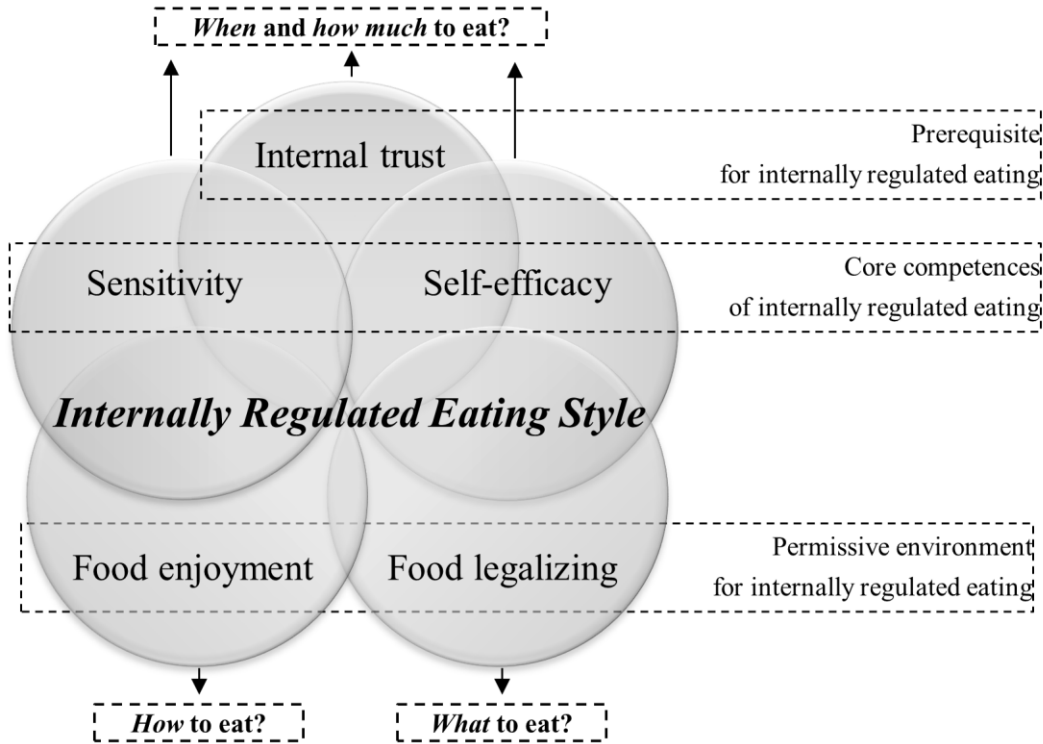 When and how much to eat?
Internal trust
Prerequisite
for internally regulated eating
Sensitivity
Self-efficacy
Core competences
of internally regulated eating
Internally Regulated Eating Style
Food enjoyment
Food legalizing
Permissive environment
for internally regulated eating
How to eat?
What to eat?